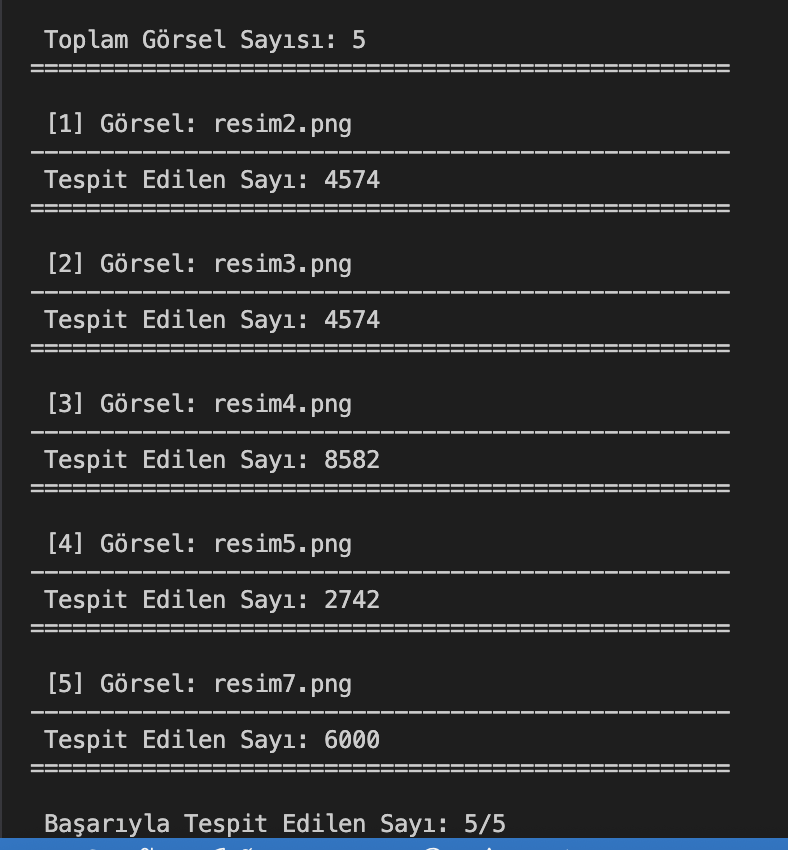 Toplam Görsel Sayısı: 5
==================================================
[1] Görsel: resim2.png
--------------------------------------------------
Tespit Edilen Sayı: 4574
==================================================
[2] Görsel: resim3.png
--------------------------------------------------
Tespit Edilen Sayı: 4574
==================================================
[3] Görsel: resim4.png
--------------------------------------------------
Tespit Edilen Sayı: 8582
==================================================
[4] Görsel: resim5.png
--------------------------------------------------
Tespit Edilen Sayı: 2742
==================================================
[5] Görsel: resim7.png
--------------------------------------------------
Tespit Edilen Sayı: 6000
==================================================
Başarıyla Tespit Edilen Sayı: 5/5